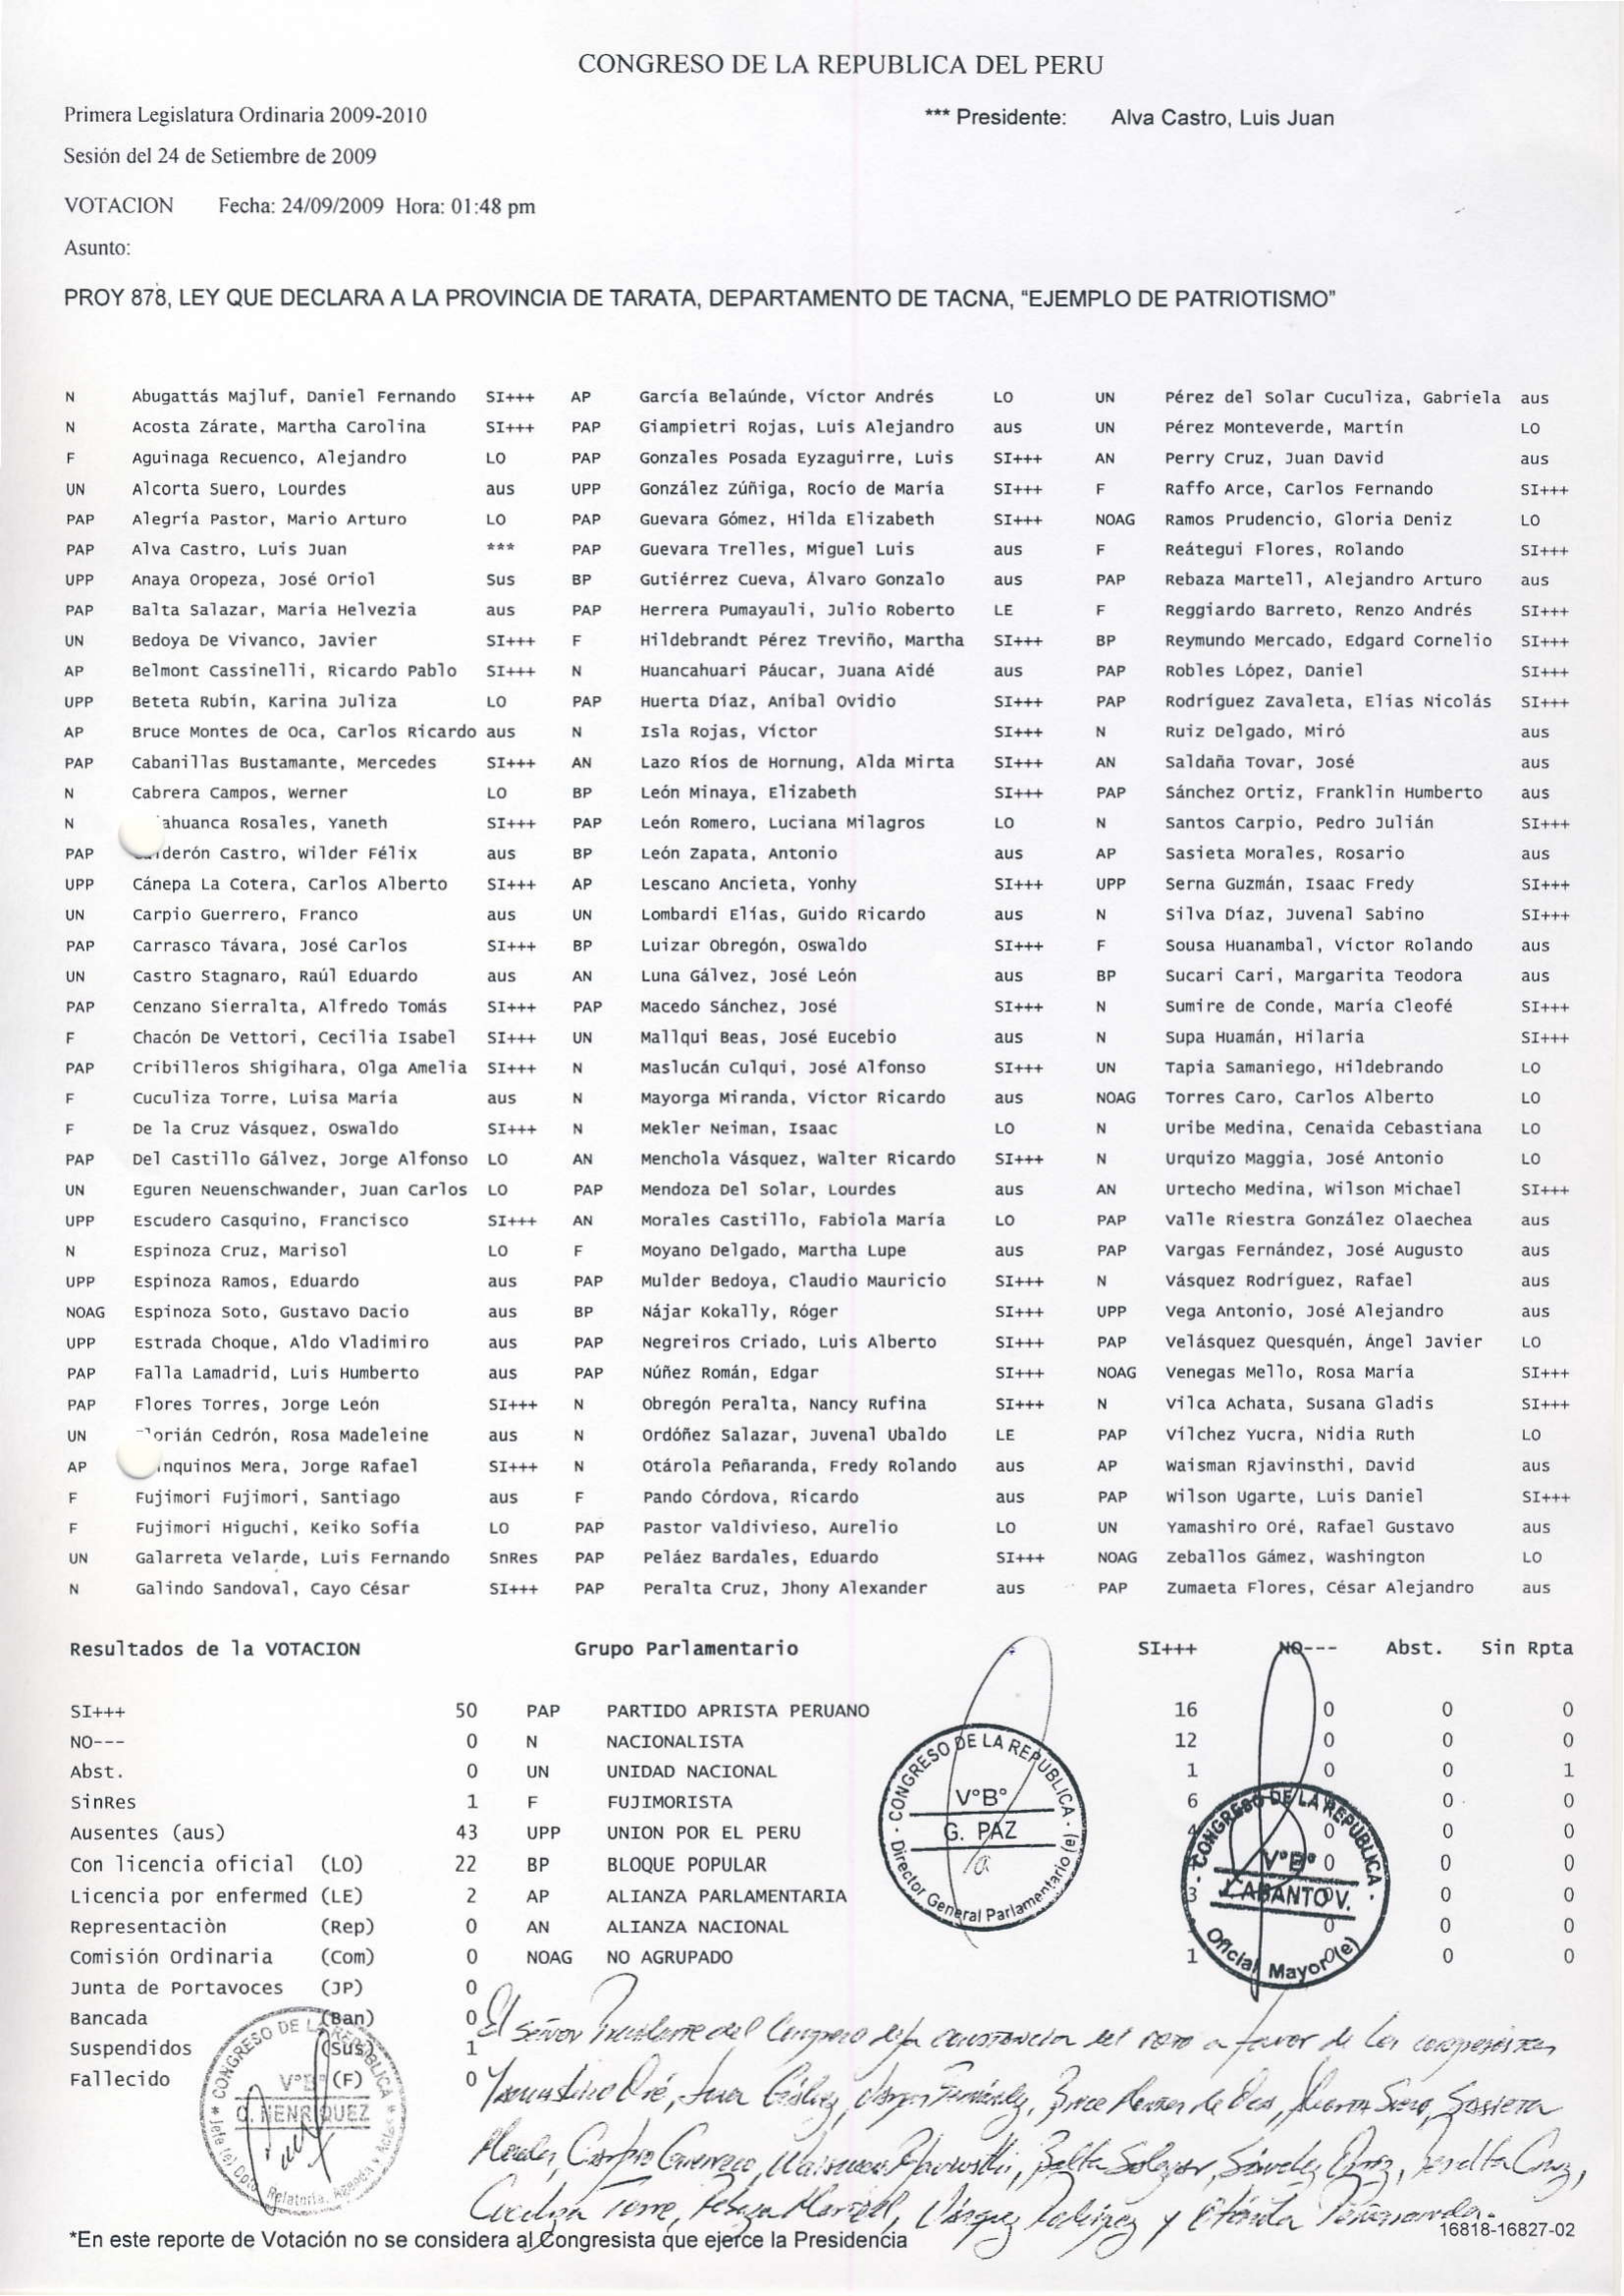 CONGRESO DE LA REPUBLICA DEL PERU
Primera Legislatura Ordinaria 2009-2010 *** Presidente: Alva Castro, Luis Juan
Sesión del 24 de Setiembre de 2009
VOTACION Fecha: 24/09/2009 Hora: 01:48 pm
Asunto:
PROY 878, LEY QUE DECLARA A LA PROVINCIA DE TARATA, DEPARTAMENTO DE TACNA, "EJEMPLO DE PATRIOTISMO"
N Abugattás Majluf, Daniel Fernando SI+++ AP García Belaúnde, Víctor Andrés LO UN Pérez del Solar Cuculiza, Gabriela aus
N Acosta Zárate, Martha Carolina SI+++ PAP Giampietri Rojas, Luis Alejandro aus UN Pérez Monteverde, Martín LO
F Aguinaga Recuenco, Alejandro LO PAP Gonzales Posada Eyzaguirre, Luis SI+++ AN Perry Cruz, Juan David aus
UN Alcorta Suero, Lourdes aus UPP González Zúñiga, Rocío de María SI+++ F Raffo Arce, Carlos Fernando SI+++
PAP Alegría Pastor, Mario Arturo LO PAP Guevara Gómez, Hilda Elizabeth SI+++ NOAG Ramos Prudencio, Gloria Deniz LO
PAP Alva Castro, Luis Juan *** PAP Guevara Trelles, Miguel Luis aus F Reátegui Flores, Rolando SI+++
UPP Anaya Oropeza, José Oriol Sus BP Gutiérrez Cueva, Álvaro Gonzalo aus PAP Rebaza Martell, Alejandro Arturo aus
PAP Balta Salazar, María Helvezia aus PAP Herrera Pumayauli, Julio Roberto LE F Reggiardo Barreto, Renzo Andrés SI+++
UN Bedoya De Vivanco, Javier SI+++ F Hildebrandt Pérez Treviño, Martha SI+++ BP Reymundo Mercado, Edgard Cornelio SI+++
AP Belmont Cassinelli, Ricardo Pablo SI+++ N Huancahuari Páucar, Juana Aidé aus PAP Robles López, Daniel SI+++
UPP Beteta Rubín, Karina Juliza LO PAP Huerta Díaz, Aníbal Ovidio SI+++ PAP Rodríguez Zavaleta, Elías Nicolás SI+++
AP Bruce Montes de Oca, Carlos Ricardo aus N Isla Rojas, Víctor SI+++ N Ruiz Delgado, Miró aus
PAP Cabanillas Bustamante, Mercedes SI+++ AN Lazo Ríos de Hornung, Alda Mirta SI+++ AN Saldaña Tovar, José aus
N Cabrera Campos, Werner LO BP León Minaya, Elizabeth SI+++ PAP Sánchez Ortiz, Franklin Humberto aus
N ahuanca Rosales, Yaneth SI+++ PAP León Romero, Luciana Milagros LO N Santos Carpio, Pedro Julián SI+++
PAP derón Castro, Wilder Félix aus BP León Zapata, Antonio aus AP Sasieta Morales, Rosario aus
UPP Cánepa La Cotera, Carlos Alberto SI+++ AP Lescano Ancieta, Yonhy SI+++ UPP Serna Guzmán, Isaac Fredy SI+++
UN Carpio Guerrero, Franco aus UN Lombardi Elías, Guido Ricardo aus N Silva Díaz, Juvenal Sabino SI+++
PAP Carrasco Távara, José Carlos SI+++ BP Luizar Obregón, Oswaldo SI+++ F Sousa Huanambal, Víctor Rolando aus
UN Castro Stagnaro, Raúl Eduardo aus AN Luna Gálvez, José León aus BP Sucari Cari, Margarita Teodora aus
PAP Cenzano Sierralta, Alfredo Tomás SI+++ PAP Macedo Sánchez, José SI+++ N Sumire de Conde, María Cleofé SI+++
F Chacón De Vettori, Cecilia Isabel SI+++ UN Mallqui Beas, José Eucebio aus N Supa Huamán, Hilaria SI+++
PAP Cribilleros Shigihara, Olga Amelia SI+++ N Maslucán Culqui, José Alfonso SI+++ UN Tapia Samaniego, Hildebrando LO
F Cuculiza Torre, Luisa María aus N Mayorga Miranda, Víctor Ricardo aus NOAG Torres Caro, Carlos Alberto LO
F De la Cruz Vásquez, Oswaldo SI+++ N Mekler Neiman, Isaac LO N Uribe Medina, Cenaida Cebastiana LO
PAP Del Castillo Gálvez, Jorge Alfonso LO AN Menchola Vásquez, Walter Ricardo SI+++ N Urquizo Maggia, José Antonio LO
UN Eguren Neuenschwander, Juan Carlos LO PAP Mendoza Del Solar, Lourdes aus AN Urtecho Medina, Wilson Michael SI+++
UPP Escudero Casquino, Francisco SI+++ AN Morales Castillo, Fabiola María LO PAP Valle Riestra González Olaechea aus
N Espinoza Cruz, Marisol LO F Moyano Delgado, Martha Lupe aus PAP Vargas Fernández, José Augusto aus
UPP Espinoza Ramos, Eduardo aus PAP Mulder Bedoya, Claudio Mauricio SI+++ N Vásquez Rodríguez, Rafael aus
NOAG Espinoza Soto, Gustavo Dacio aus BP Nájar Kokally, Róger SI+++ UPP Vega Antonio, José Alejandro aus
UPP Estrada Choque, Aldo Vladimiro aus PAP Negreiros Criado, Luis Alberto SI+++ PAP Velásquez Quesquén, Ángel Javier LO
PAP Falla Lamadrid, Luis Humberto aus PAP Núñez Román, Edgar SI+++ NOAG Venegas Mello, Rosa María SI+++
PAP Flores Torres, Jorge León SI+++ N Obregón Peralta, Nancy Rufina SI+++ N Vilca Achata, Susana Gladis SI+++
UN lorián Cedrón, Rosa Madeleine aus N Ordóñez Salazar, Juvenal Ubaldo LE PAP Vílchez Yucra, Nidia Ruth LO
AP nquinos Mera, Jorge Rafael SI+++ N Otárola Peñaranda, Fredy Rolando aus AP Waisman Rjavinsthi, David aus
F Fujimori Fujimori, Santiago aus F Pando Córdova, Ricardo aus PAP Wilson Ugarte, Luis Daniel SI+++
F Fujimori Higuchi, Keiko Sofía LO PAP Pastor Valdivieso, Aurelio LO UN Yamashiro Oré, Rafael Gustavo aus
UN Galarreta Velarde, Luis Fernando SnRes PAP Peláez Bardales, Eduardo SI+++ NOAG Zeballos Gámez, Washington LO
N Galindo Sandoval, Cayo César SI+++ PAP Peralta Cruz, Jhony Alexander aus PAP Zumaeta Flores, César Alejandro aus
Resultados de la VOTACION Grupo Parlamentario SI+++ NO--- Abst. Sin Rpta
SI+++ 50 PAP PARTIDO APRISTA PERUANO 16 0 0 0
NO--- 0 N NACIONALISTA 12 0 0 0
Abst. 0 UN UNIDAD NACIONAL 1 0 0 1
SinRes 1 F FUJIMORISTA 6 0 0
Ausentes (aus) 43 UPP UNION POR EL PERU 4 0 0 0
Con licencia oficial (LO) 22 BP BLOQUE POPULAR 0 0 0
Licencia por enfermed (LE) 2 AP ALIANZA PARLAMENTARIA 3 0 0 0
Representaciòn (Rep) 0 AN ALIANZA NACIONAL 0 0 0
Comisión Ordinaria (Com) 0 NOAG NO AGRUPADO 1 0 0 0
Junta de Portavoces (JP) 0
Bancada (Ban) 0
Suspendidos (Sus) 1
Fallecido (F) 0
CONGRESO DE LA REPUBLICA
V°B°
G. PAZ
Director General Parlamentario (e)
CONGRESO DE LA REPUBLICA
V°B°
J. ABANTO V.
Oficial Mayor (e)
CONGRESO DE LA REPUBLICA
V°B°
C. HENRIQUEZ
Jefe (e) Dpto Relatoría, Agenda y Actas
El señor Presidente del Congreso deja constancia del voto a favor de los congresistas
Yamashiro Oré, Luna Gálvez, Vargas Fernández, Bruce Montes de Oca, Alcorta Suero, Sasieta
Morales, Carpio Guerrero, Waisman Rjavinsthi, Balta Salazar, Sánchez Ortiz, Peralta Cruz,
Cuculiza Torre, Rebaza Martell, Vásquez Rodríguez y Otárola Peñaranda.
16818-16827-02
*En este reporte de Votación no se considera al Congresista que ejerce la Presidencia